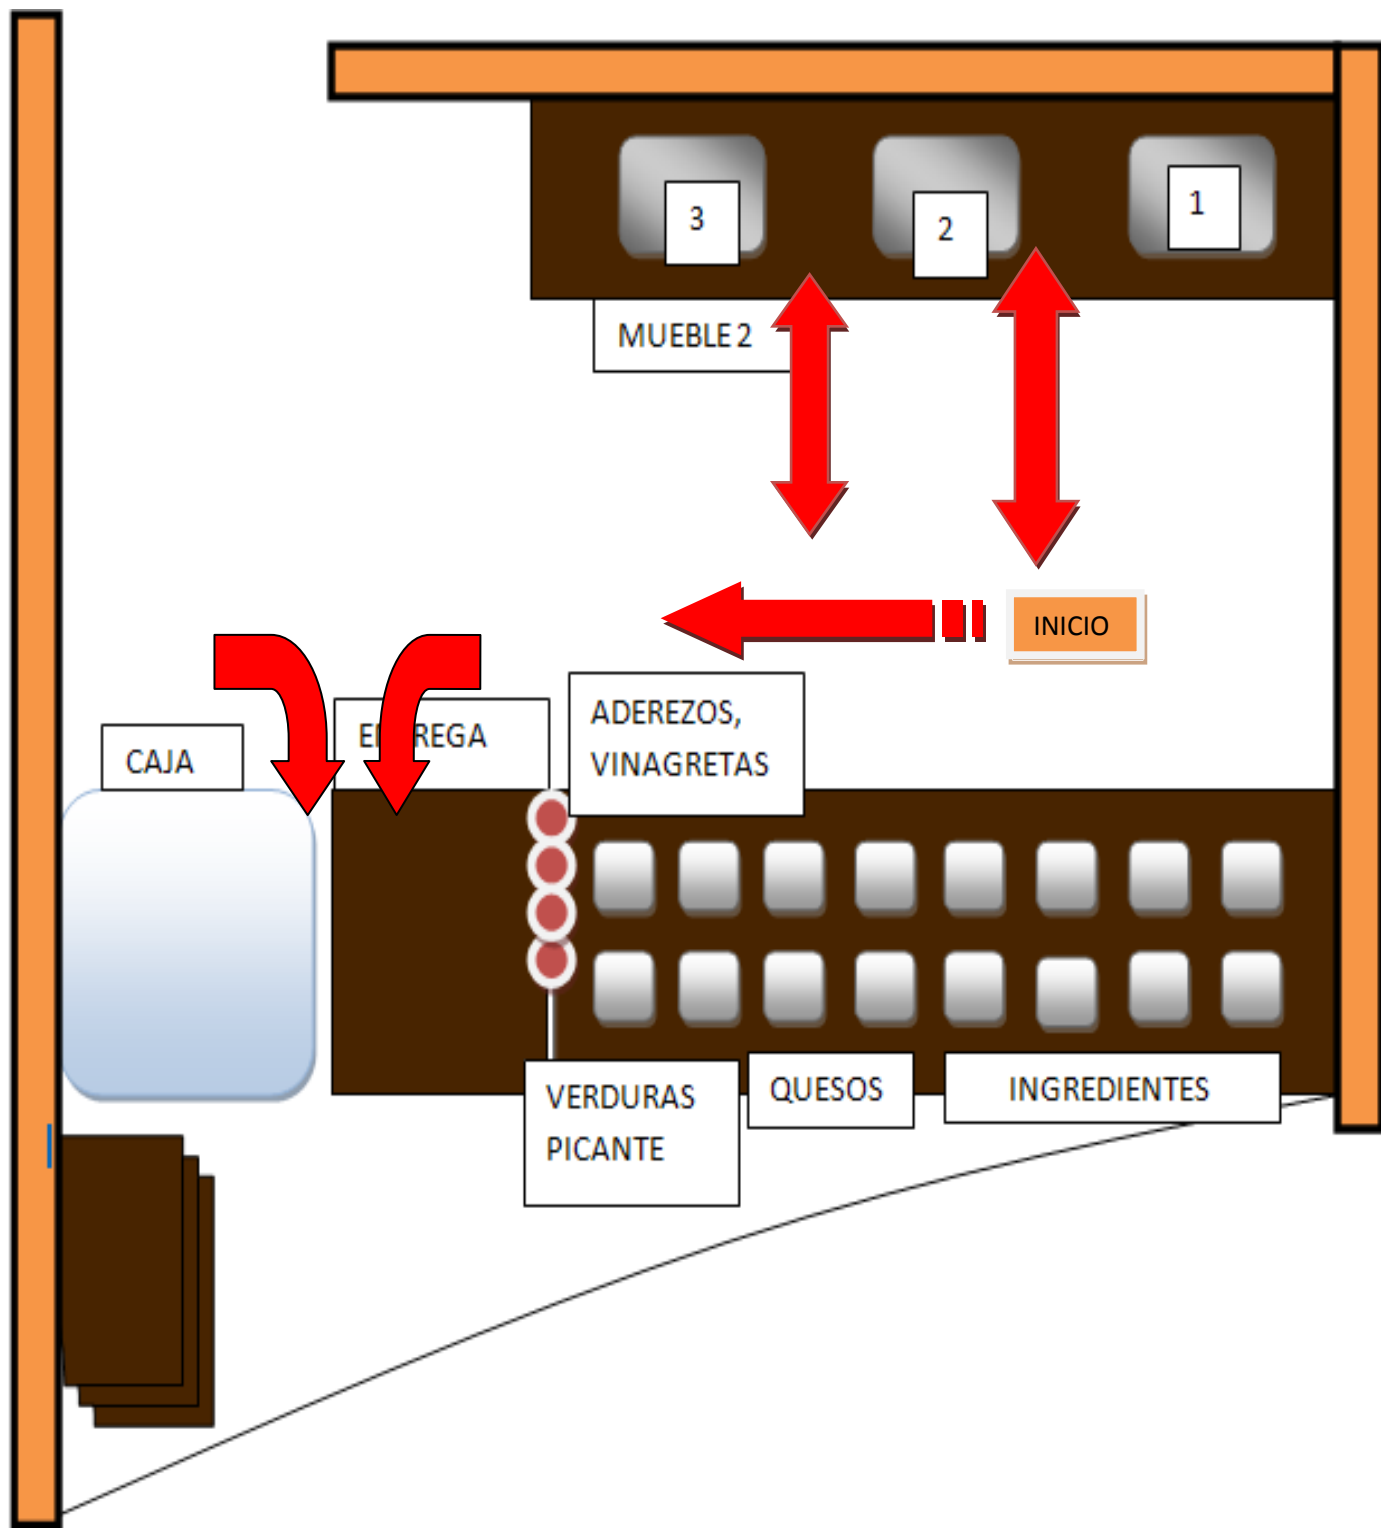 3
2
1
MUEBLE 2
INICIO
ADEREZOS,
VINAGRETAS
CAJA
VERDURAS
PICANTE
QUESOS
INGREDIENTES